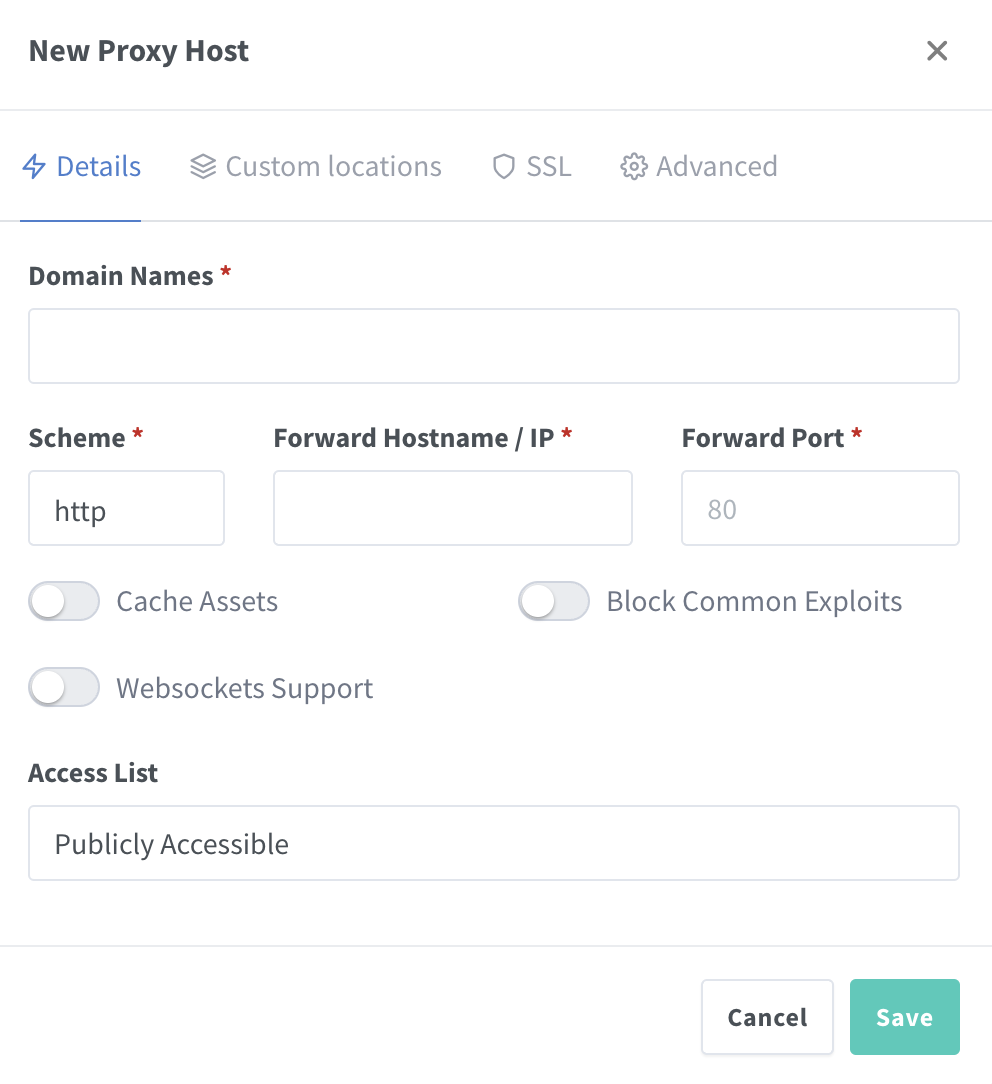 New Proxy Host
Details Custom locations SSL Advanced
Domain Names *
Scheme * Forward Hostname / IP * Forward Port *
http 80
Cache Assets Block Common Exploits
Websockets Support
Access List
Publicly Accessible
Cancel Save